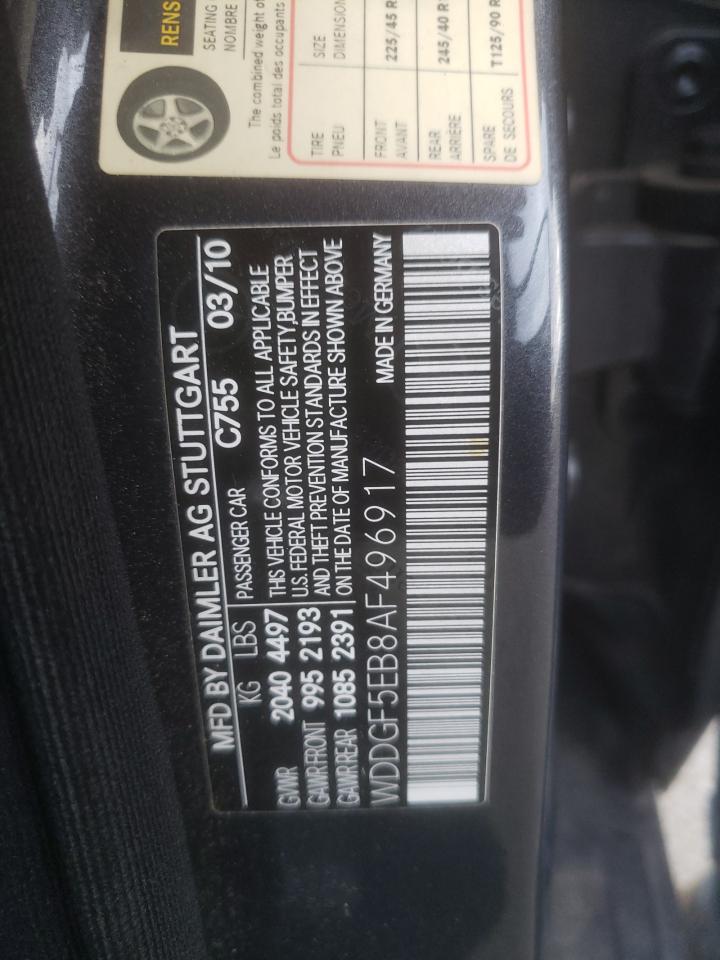 MFD BY DAIMLER AG STUTTGART
KG LBS PASSENGER CAR C755 03/10
GVWR 2040 4497
GAWR FRONT 995 2193
GAWR REAR 1085 2391
THIS VEHICLE CONFORMS TO ALL APPLICABLE
U.S. FEDERAL MOTOR VEHICLE SAFETY,BUMPER
AND THEFT PREVENTION STANDARDS IN EFFECT
ON THE DATE OF MANUFACTURE SHOWN ABOVE
WDDGF5EB8AF496917 MADE IN GERMANY
RENS
SEATING
NOMBRE
The combined weight of
Le poids total des occupants
TIRE SIZE
PNEU DIMENSION
FRONT 225/45 R
AVANT
REAR 245/40 R
ARRIÈRE
SPARE T125/90 R
DE SECOURS